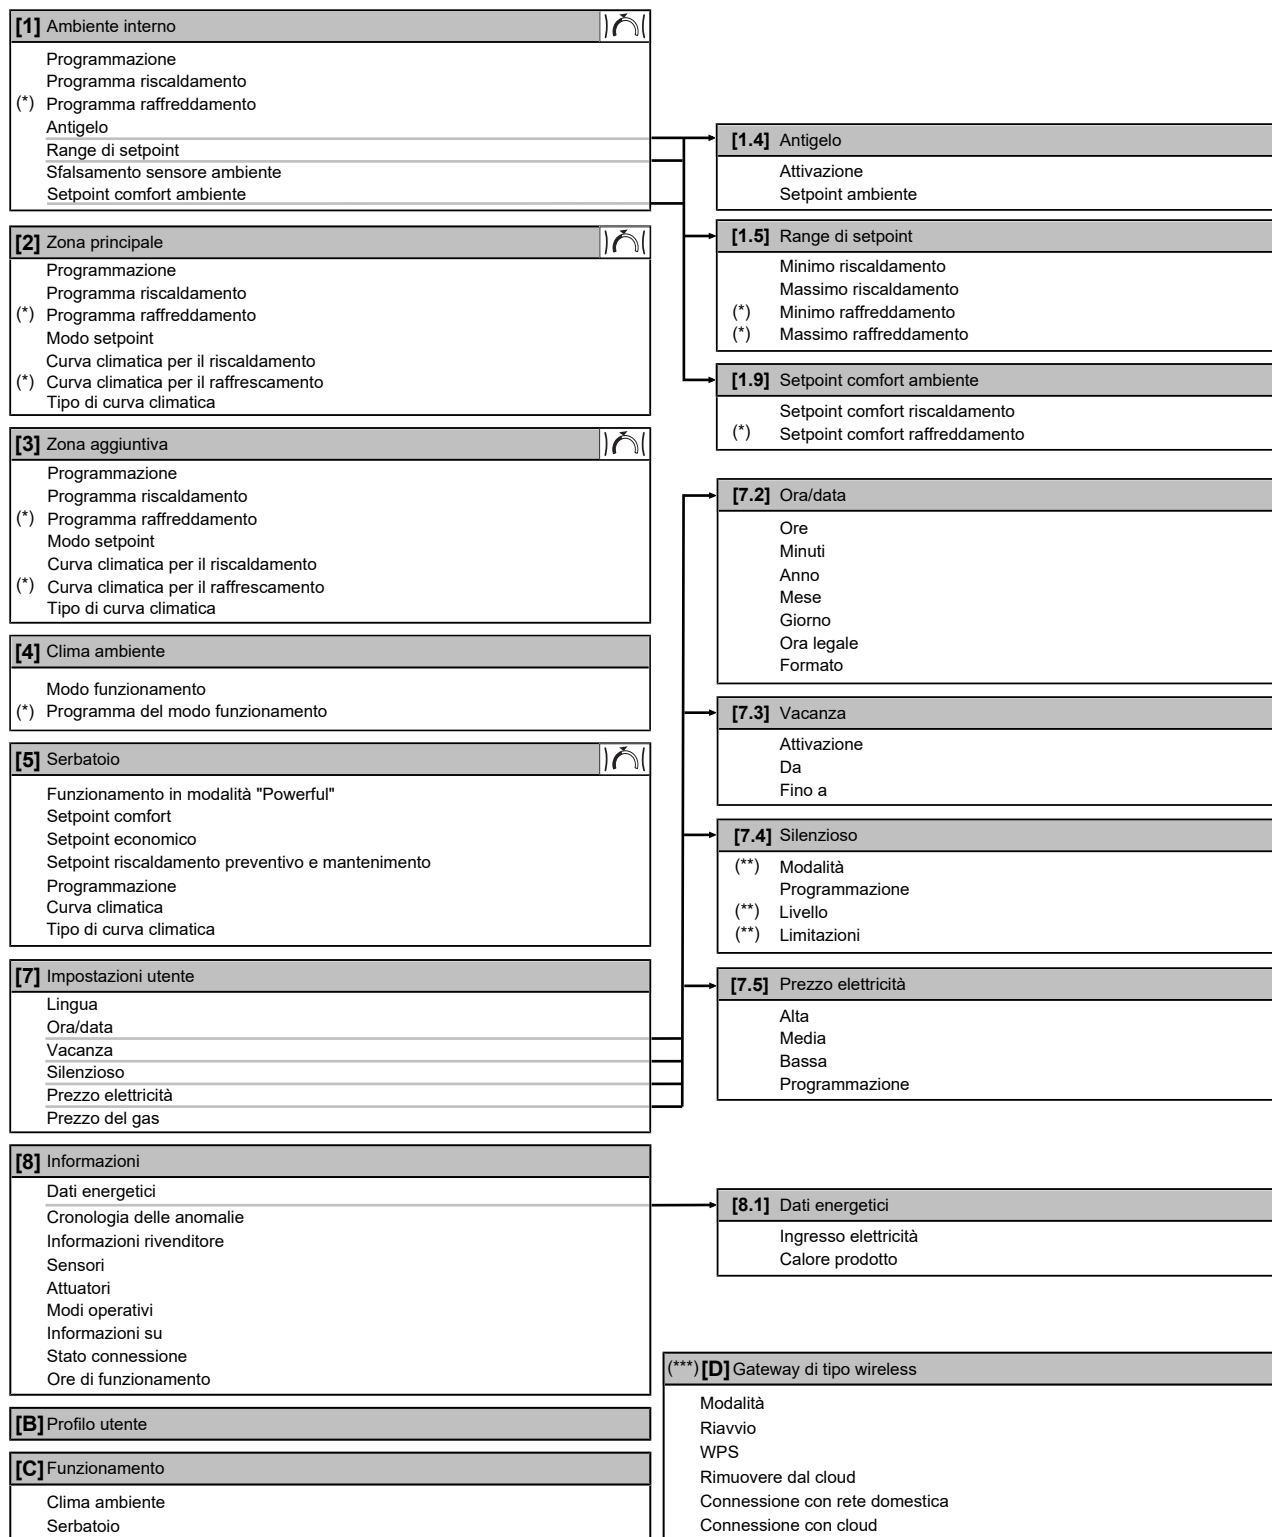 [1] Ambiente interno
Programmazione
Programma riscaldamento
(*) Programma raffreddamento
Antigelo
Range di setpoint
Sfalsamento sensore ambiente
Setpoint comfort ambiente
[2] Zona principale
Programmazione
Programma riscaldamento
(*) Programma raffreddamento
Modo setpoint
Curva climatica per il riscaldamento
(*) Curva climatica per il raffrescamento
Tipo di curva climatica
[3] Zona aggiuntiva
Programmazione
Programma riscaldamento
(*) Programma raffreddamento
Modo setpoint
Curva climatica per il riscaldamento
(*) Curva climatica per il raffrescamento
Tipo di curva climatica
[4] Clima ambiente
Modo funzionamento
(*) Programma del modo funzionamento
[5] Serbatoio
Funzionamento in modalità "Powerful"
Setpoint comfort
Setpoint economico
Setpoint riscaldamento preventivo e mantenimento
Programmazione
Curva climatica
Tipo di curva climatica
[7] Impostazioni utente
Lingua
Ora/data
Vacanza
Silenzioso
Prezzo elettricità
Prezzo del gas
[8] Informazioni
Dati energetici
Cronologia delle anomalie
Informazioni rivenditore
Sensori
Attuatori
Modi operativi
Informazioni su
Stato connessione
Ore di funzionamento
[B] Profilo utente
[C] Funzionamento
Clima ambiente
Serbatoio
[1.4] Antigelo
Attivazione
Setpoint ambiente
[1.5] Range di setpoint
Minimo riscaldamento
Massimo riscaldamento
(*) Minimo raffreddamento
(*) Massimo raffreddamento
[1.9] Setpoint comfort ambiente
Setpoint comfort riscaldamento
(*) Setpoint comfort raffreddamento
[7.2] Ora/data
Ore
Minuti
Anno
Mese
Giorno
Ora legale
Formato
[7.3] Vacanza
Attivazione
Da
Fino a
[7.4] Silenzioso
(**) Modalità
Programmazione
(**) Livello
(**) Limitazioni
[7.5] Prezzo elettricità
Alta
Media
Bassa
Programmazione
[8.1] Dati energetici
Ingresso elettricità
Calore prodotto
(***) [D] Gateway di tipo wireless
Modalità
Riavvio
WPS
Rimuovere dal cloud
Connessione con rete domestica
Connessione con cloud